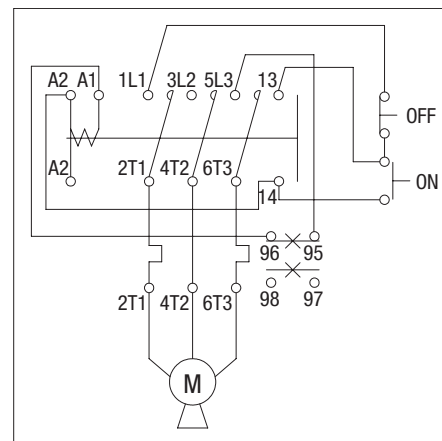 A2 A1 1L1 3L2 5L3 13
OFF
A2 2T1 4T2 6T3 14
ON
96 95
98 97
2T1 4T2 6T3
M